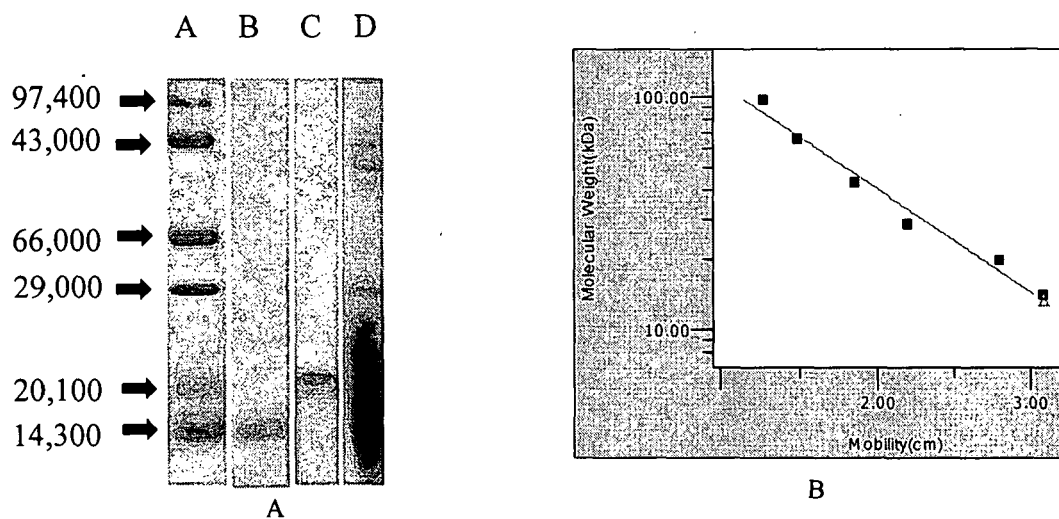 A B C D
97,400
43,000
66,000
29,000
20,100
14,300
A
100.00
10.00
Molecular Weight(kDa)
2.00 3.00
Mobility(cm)
B